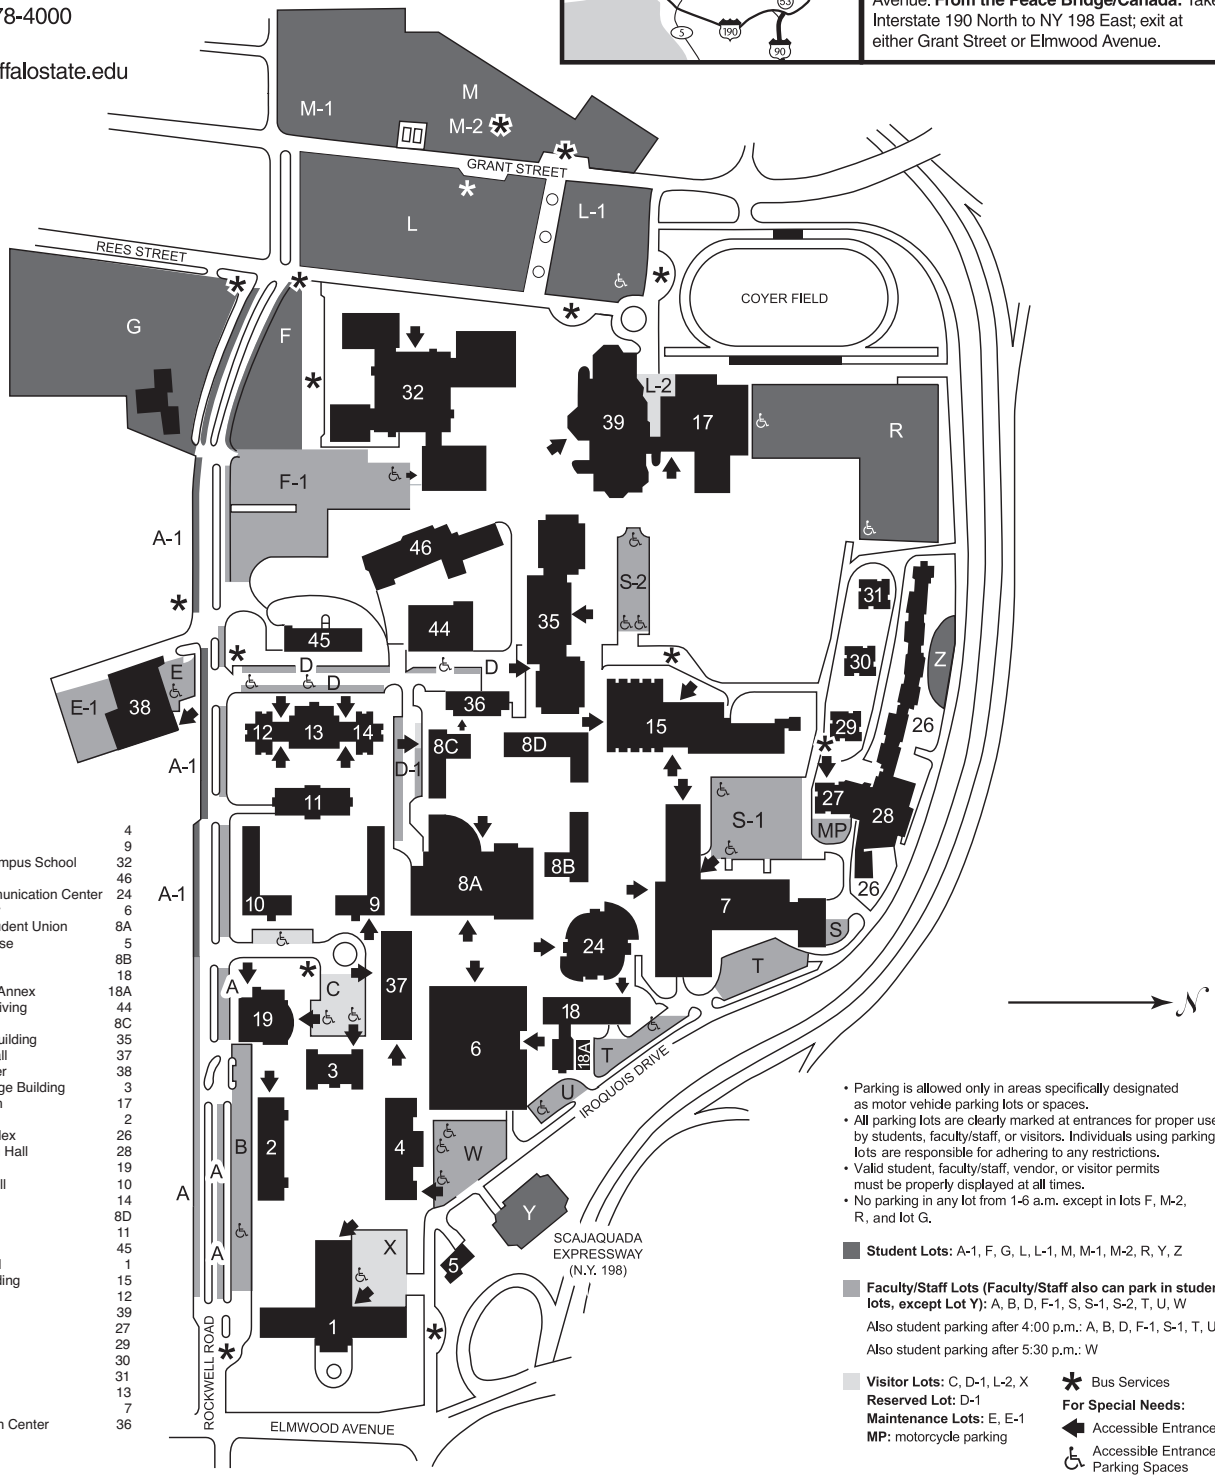 78-4000
ffalostate.edu
53
5
190
90
Avenue. From the Peace Bridge/Canada: Take
Interstate 190 North to NY 198 East; exit at
either Grant Street or Elmwood Avenue.
M
M-1
M-2
GRANT STREET
L
L-1
REES STREET
COYER FIELD
G
F
32
39
L-2
17
R
F-1
A-1
46
S-2
31
45
44
35
30
Z
D
D
E
E-1
38
D
36
26
29
12
13
14
8C
8D
15
A-1
D-1
11
27
28
MP
S-1
8B
8A
26
A-1
10
9
7
S
24
T
A
C
37
19
18
N
6
18A
T
3
U
IROQUOIS DRIVE
2
4
W
B
A
A
Y
A
X
5
SCAJAQUADA
EXPRESSWAY
(N.Y. 198)
1
ROCKWELL ROAD
ELMWOOD AVENUE
4
9
mpus School 32
46
munication Center 24
6
udent Union 8A
se 5
8B
18
Annex 18A
iving 44
8C
uilding 35
all 37
er 38
ge Building 3
n 17
2
lex 26
Hall 28
19
ll 10
14
8D
11
45
l 1
ding 15
12
39
27
29
30
31
13
7
n Center 36
• Parking is allowed only in areas specifically designated
as motor vehicle parking lots or spaces.
• All parking lots are clearly marked at entrances for proper use
by students, faculty/staff, or visitors. Individuals using parking
lots are responsible for adhering to any restrictions.
• Valid student, faculty/staff, vendor, or visitor permits
must be properly displayed at all times.
• No parking in any lot from 1-6 a.m. except in lots F, M-2,
R, and lot G.
Student Lots: A-1, F, G, L, L-1, M, M-1, M-2, R, Y, Z
Faculty/Staff Lots (Faculty/Staff also can park in studen
lots, except Lot Y): A, B, D, F-1, S, S-1, S-2, T, U, W
Also student parking after 4:00 p.m.: A, B, D, F-1, S-1, T, U
Also student parking after 5:30 p.m.: W
Visitor Lots: C, D-1, L-2, X
Reserved Lot: D-1
Maintenance Lots: E, E-1
MP: motorcycle parking
Bus Services
For Special Needs:
Accessible Entrance
Accessible Entrance
Parking Spaces